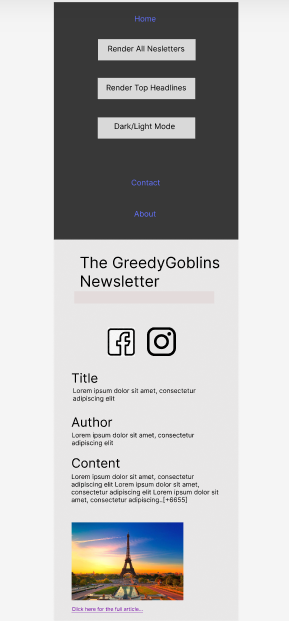 Home
Render All Nesletters
Render Top Headlines
Dark/Light Mode
Contact
About
The GreedyGoblins
Newsletter
Title
Lorem ipsum dolor sit amet, consectetur
adipiscing elit
Author
Lorem ipsum dolor sit amet, consectetur
adipiscing elit
Content
Lorem ipsum dolor sit amet, consectetur
adipiscing elit Lorem ipsum dolor sit amet,
consectetur adipiscing elit Lorem ipsum dolor sit
amet, consectetur adipiscing..[+6655]
Click here for the full article...